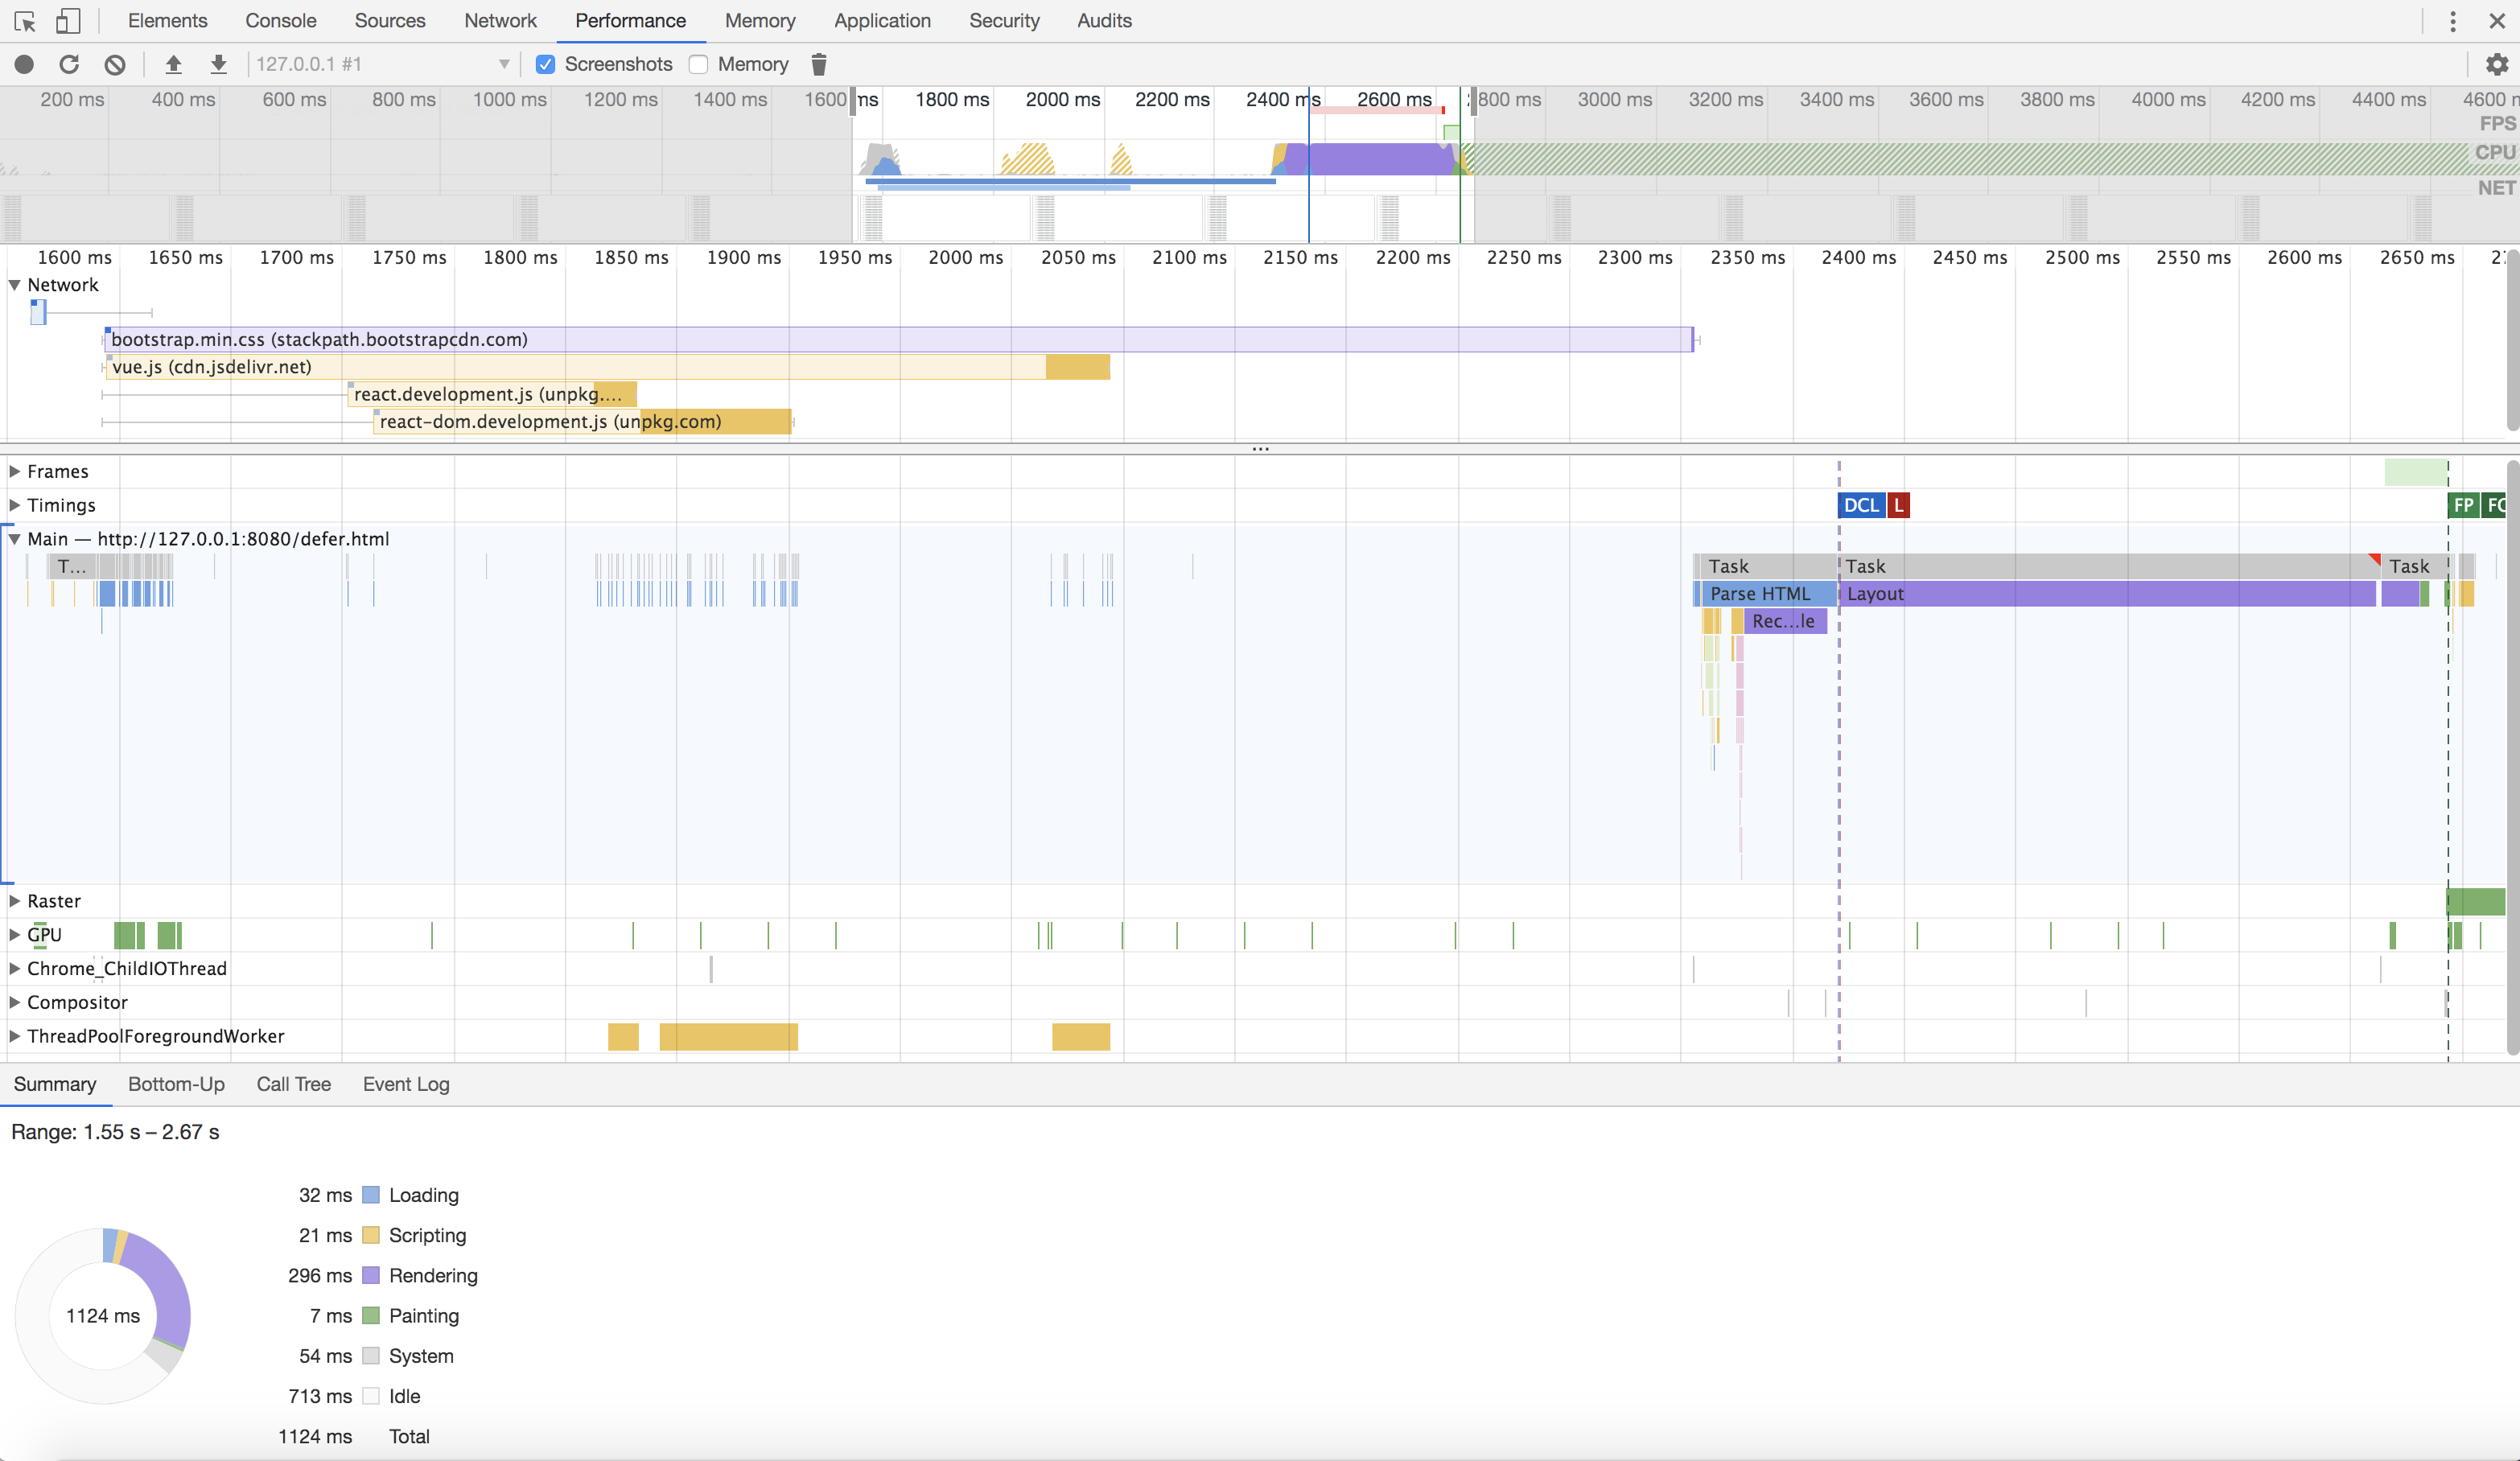 Elements Console Sources Network Performance Memory Application Security Audits
127.0.0.1 #1 Screenshots Memory
200 ms 400 ms 600 ms 800 ms 1000 ms 1200 ms 1400 ms 1600 ms 1800 ms 2000 ms 2200 ms 2400 ms 2600 ms 800 ms 3000 ms 3200 ms 3400 ms 3600 ms 3800 ms 4000 ms 4200 ms 4400 ms 4600 m
FPS
CPU
NET
1600 ms 1650 ms 1700 ms 1750 ms 1800 ms 1850 ms 1900 ms 1950 ms 2000 ms 2050 ms 2100 ms 2150 ms 2200 ms 2250 ms 2300 ms 2350 ms 2400 ms 2450 ms 2500 ms 2550 ms 2600 ms 2650 ms
Network
bootstrap.min.css (stackpath.bootstrapcdn.com)
vue.js (cdn.jsdelivr.net)
react.development.js (unpkg....
react-dom.development.js (unpkg.com)
...
Frames
Timings DCL L FP FC
Main — http://127.0.0.1:8080/defer.html
T... Task Task Task
Parse HTML Layout
Rec...le
Raster
GPU
Chrome_ChildIOThread
Compositor
ThreadPoolForegroundWorker
Summary Bottom-Up Call Tree Event Log
Range: 1.55 s – 2.67 s
32 ms Loading
21 ms Scripting
296 ms Rendering
1124 ms
7 ms Painting
54 ms System
713 ms Idle
1124 ms Total